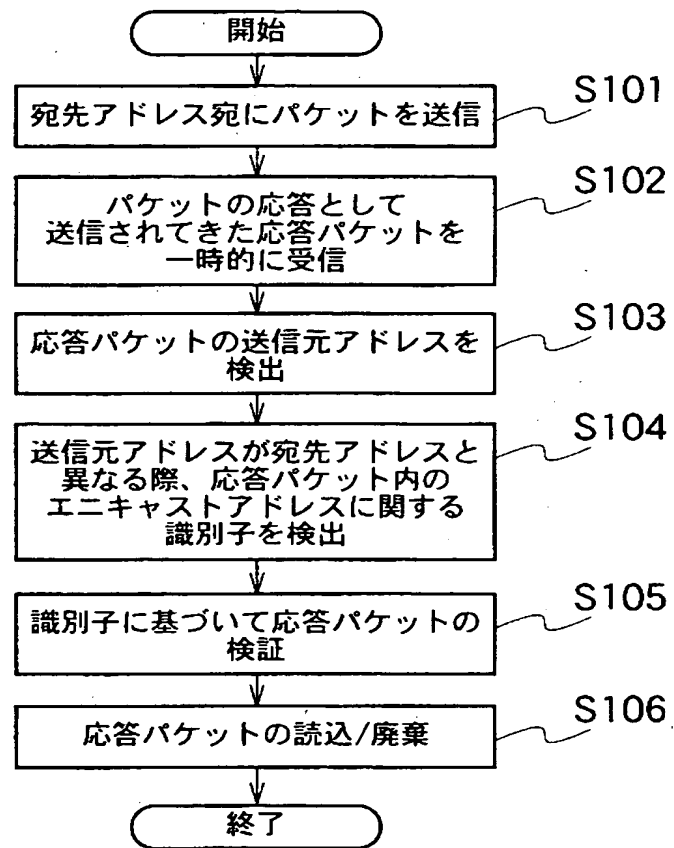 開始
宛先アドレス宛にパケットを送信
S101
パケットの応答として
送信されてきた応答パケットを
一時的に受信
S102
応答パケットの送信元アドレスを
検出
S103
送信元アドレスが宛先アドレスと
異なる際、応答パケット内の
エニキャストアドレスに関する
識別子を検出
S104
識別子に基づいて応答パケットの
検証
S105
応答パケットの読込/廃棄
S106
終了